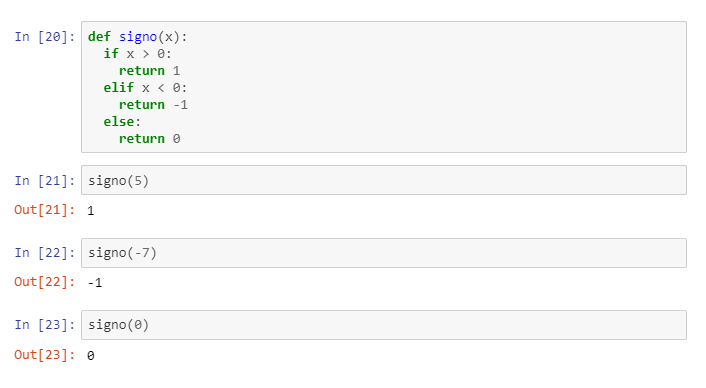 In [20]: def signo(x):
  if x > 0:
    return 1
  elif x < 0:
    return -1
  else:
    return 0
In [21]: signo(5)
Out[21]: 1
In [22]: signo(-7)
Out[22]: -1
In [23]: signo(0)
Out[23]: 0